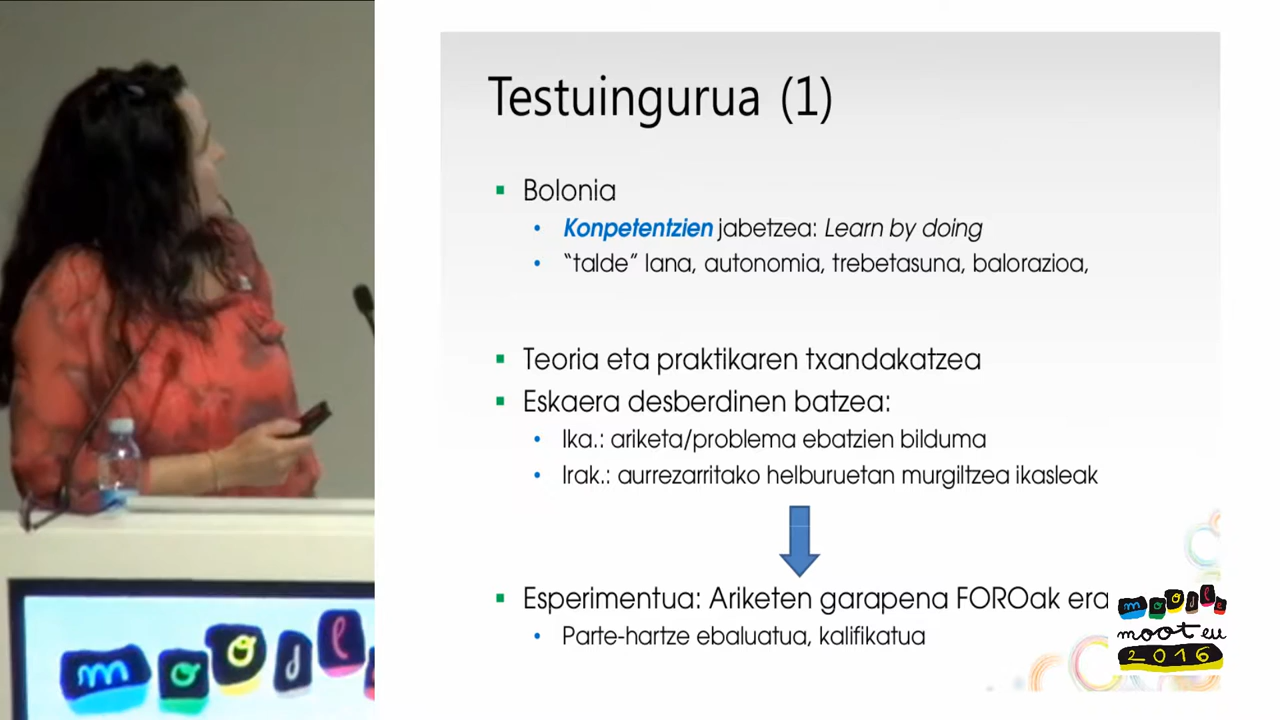 Testuingurua (1)
Bolonia
Konpetentzien jabetzea: Learn by doing
“talde” lana, autonomia, trebetasuna, balorazioa,
Teoria eta praktikaren txandakatzea
Eskaera desberdinen batzea:
Ika.: ariketa/problema ebatzien bilduma
Irak.: aurrezarritako helburuetan murgiltzea ikasleak
Esperimentua: Ariketen garapena FOROak era
Parte-hartze ebaluatua, kalifikatua
moodle
moot eu
2016
moodl